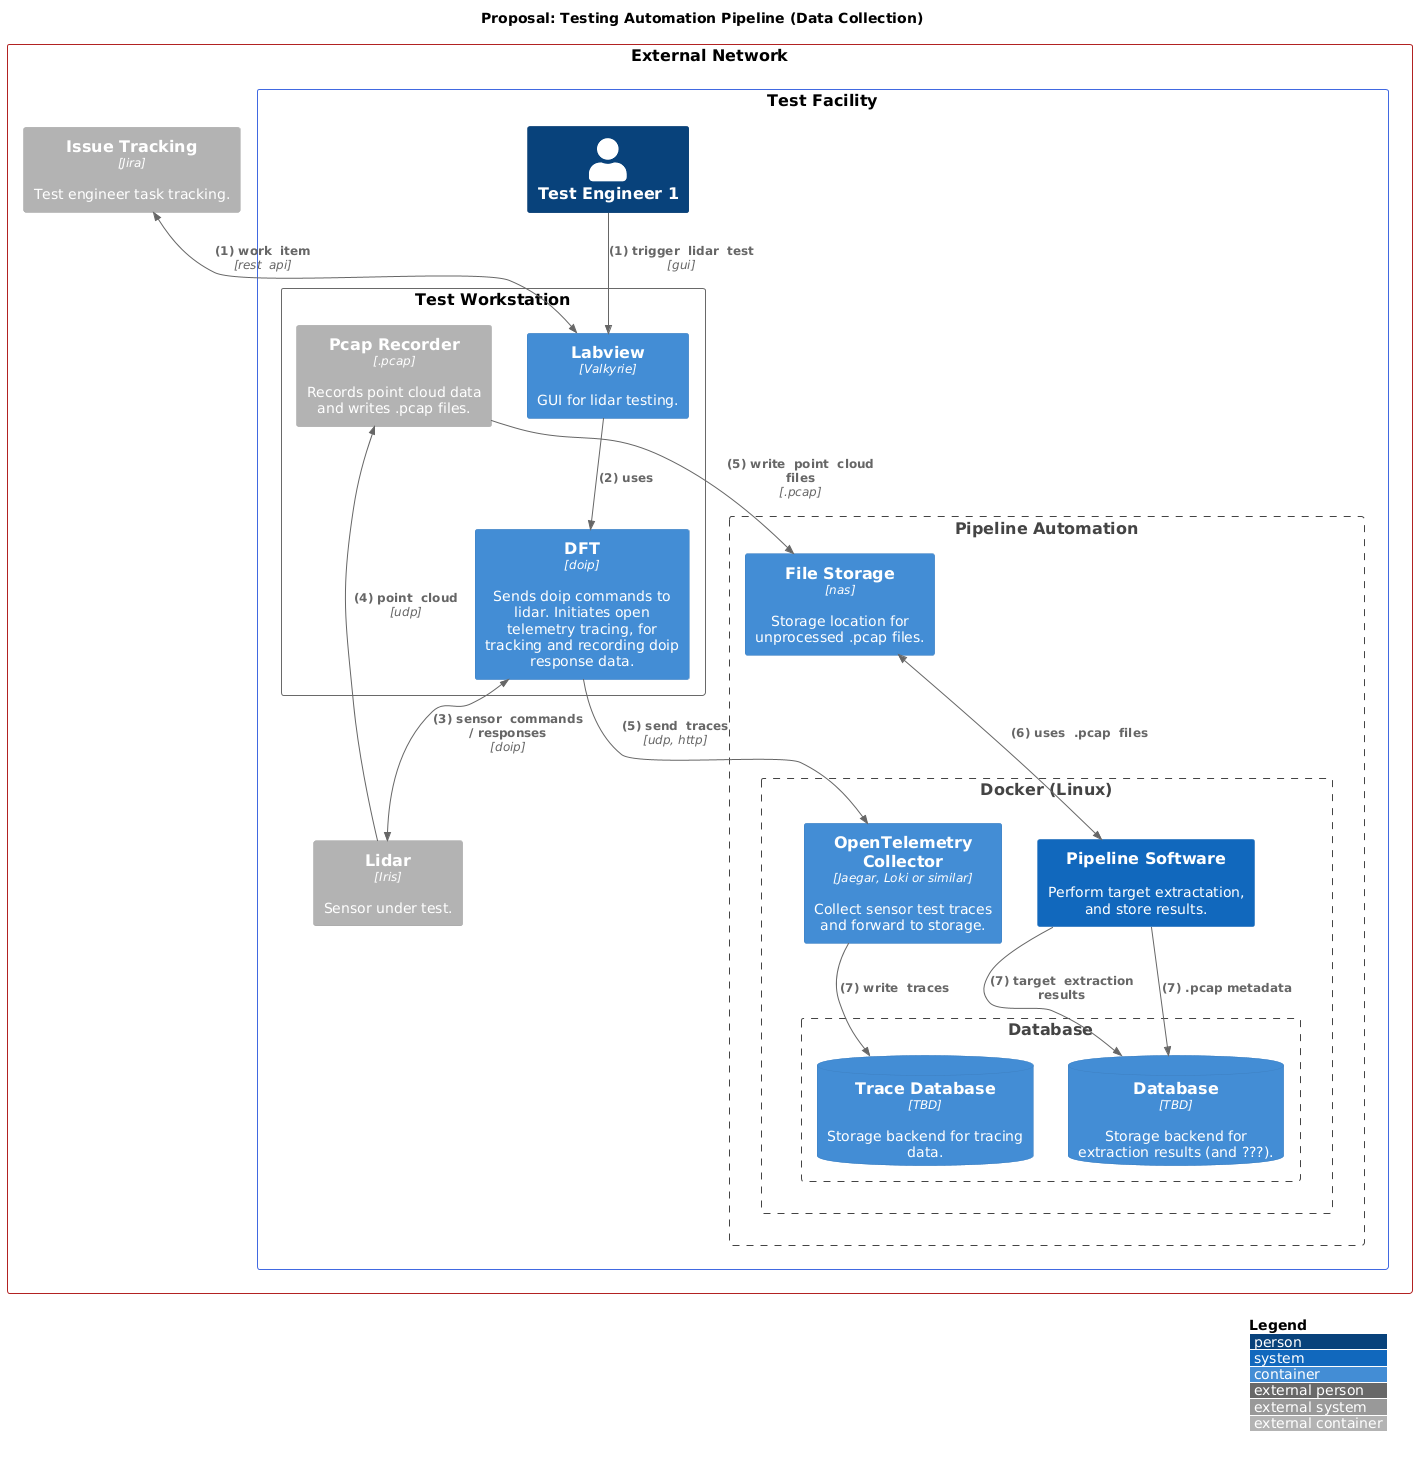 Proposal: Testing Automation Pipeline (Data Collection)
External Network
Test Facility
Issue Tracking
[Jira]
Test engineer task tracking.
Test Engineer 1
(1) work item
[rest api]
(1) trigger lidar test
[gui]
Test Workstation
Pcap Recorder
[.pcap]
Records point cloud data
and writes .pcap files.
Labview
[Valkyrie]
GUI for lidar testing.
(2) uses
(5) write point cloud
files
[.pcap]
DFT
[doip]
Sends doip commands to
lidar. Initiates open
telemetry tracing, for
tracking and recording doip
response data.
(4) point cloud
[udp]
Pipeline Automation
File Storage
[nas]
Storage location for
unprocessed .pcap files.
(3) sensor commands
/ responses
[doip]
(5) send traces
[udp, http]
(6) uses .pcap files
Docker (Linux)
Lidar
[Iris]
Sensor under test.
OpenTelemetry
Collector
[Jaegar, Loki or similar]
Collect sensor test traces
and forward to storage.
Pipeline Software
Perform target extractation,
and store results.
(7) write traces
(7) target extraction
results
(7) .pcap metadata
Database
Trace Database
[TBD]
Storage backend for tracing
data.
Database
[TBD]
Storage backend for
extraction results (and ???).
Legend
person
system
container
external person
external system
external container